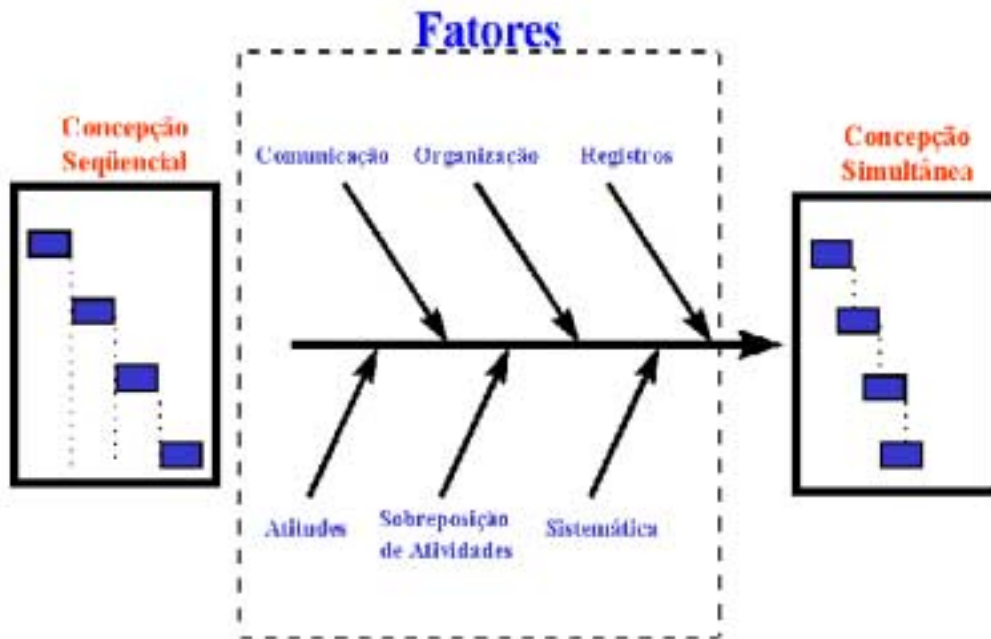 Fatores
Concepção
Seqüencial
Comunicação
Organização
Registros
Concepção
Simultânea
Atitudes
Sobreposição
de Atividades
Sistemática